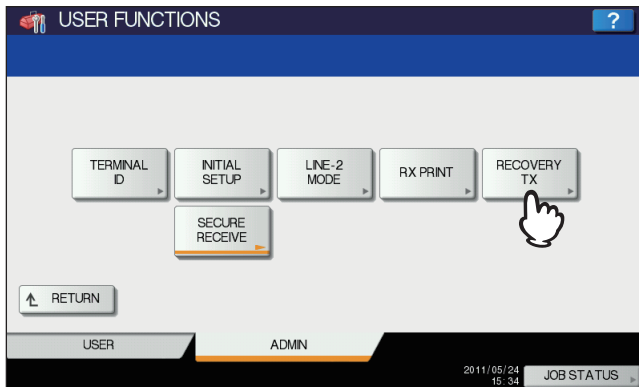 USER FUNCTIONS
?
TERMINAL
ID
INITIAL
SETUP
LINE-2
MODE
RX PRINT
RECOVERY
TX
SECURE
RECEIVE
RETURN
USER
ADMIN
2011/05/24
15:34
JOB STATUS